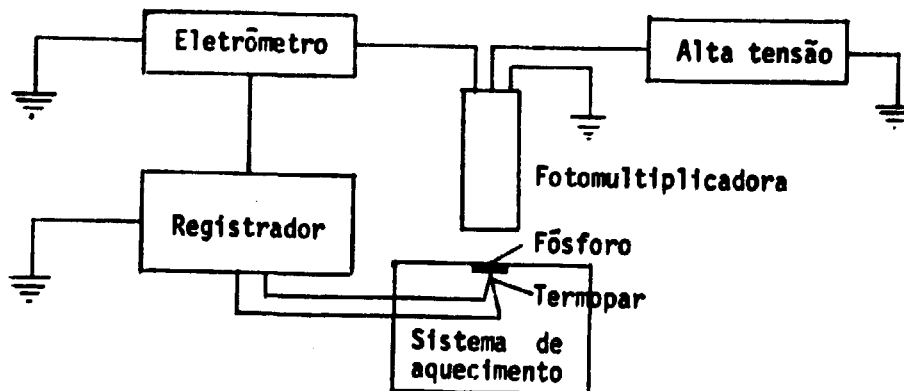 Eletrômetro
Alta tensão
Fotomultiplicadora
Registrador
Fósforo
Termopar
Sistema de
aquecimento